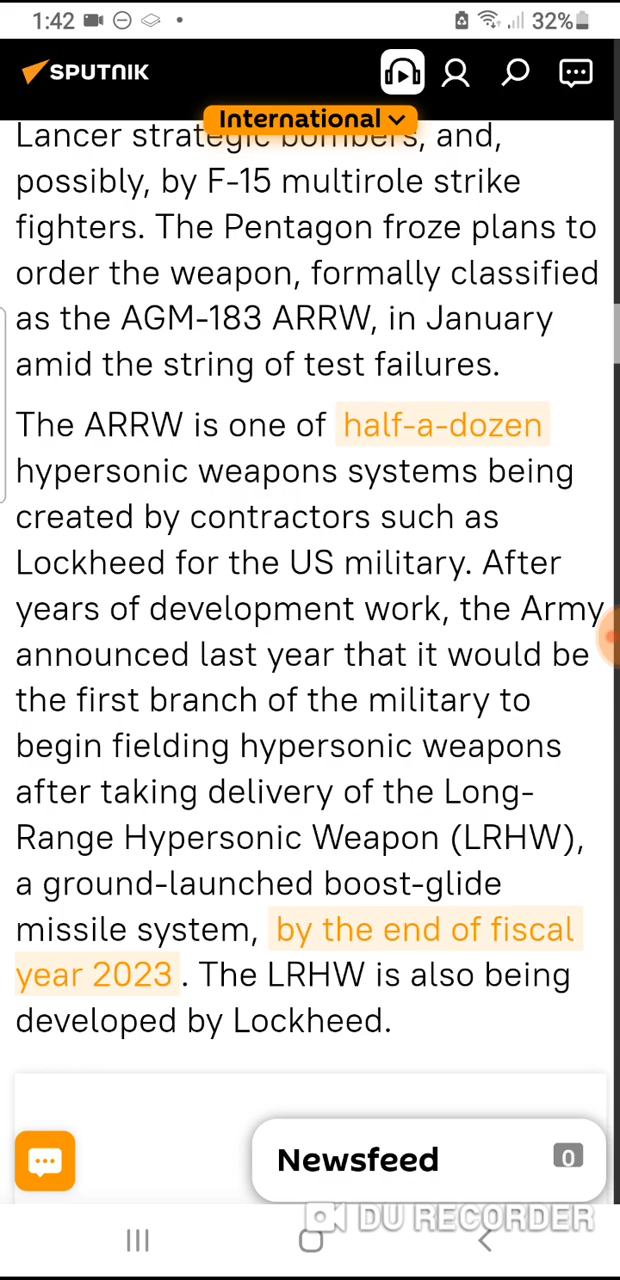 1:42
32%
SPUTNIK
International
Lancer strategic bombers, and,
possibly, by F-15 multirole strike
fighters. The Pentagon froze plans to
order the weapon, formally classified
as the AGM-183 ARRW, in January
amid the string of test failures.
The ARRW is one of half-a-dozen
hypersonic weapons systems being
created by contractors such as
Lockheed for the US military. After
years of development work, the Army
announced last year that it would be
the first branch of the military to
begin fielding hypersonic weapons
after taking delivery of the Long-
Range Hypersonic Weapon (LRHW),
a ground-launched boost-glide
missile system, by the end of fiscal
year 2023. The LRHW is also being
developed by Lockheed.
Newsfeed
0
DU RECORDER